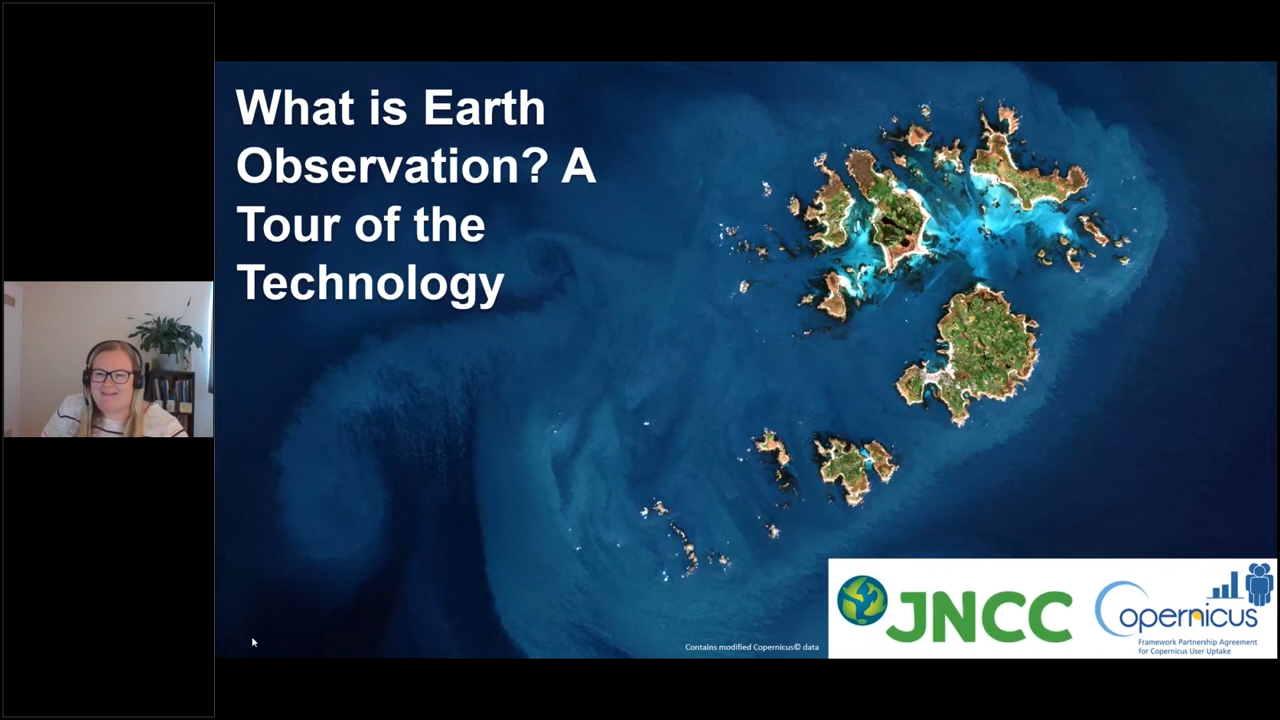 What is Earth
Observation? A
Tour of the
Technology
Contains modified Copernicus© data
JNCC
Copernicus
Framework Partnership Agreement
for Copernicus User Uptake